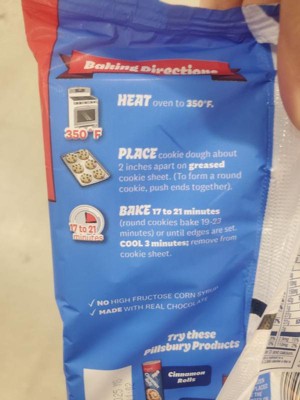 Baking Directions
HEAT oven to 350°F.
350°F
PLACE cookie dough about
2 inches apart on greased
cookie sheet. (To form a round
cookie, push ends together).
BAKE 17 to 21 minutes
(round cookies bake 19-23
minutes) or until edges are set.
COOL 3 minutes; remove from
cookie sheet.
17 to 21
minutes
✓ NO HIGH FRUCTOSE CORN SYRUP
✓ MADE WITH REAL CHOCOLATE
Try these
Pillsbury Products
Cinnamon
Rolls